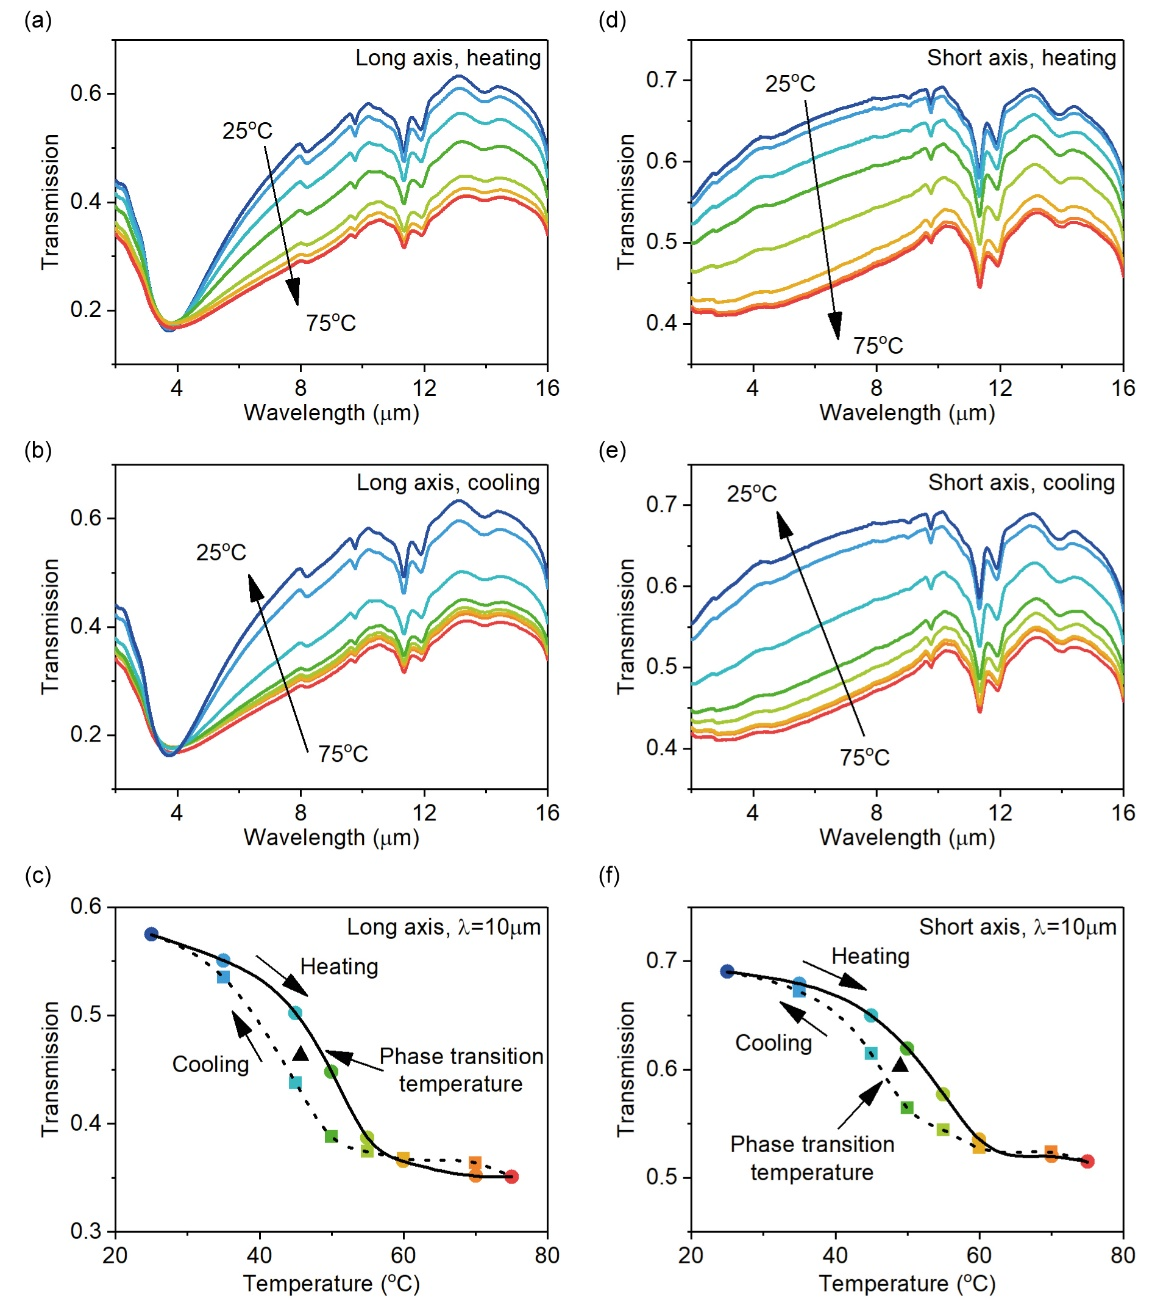 (a)
Long axis, heating
25°C
75°C
0.6
0.4
0.2
Transmission
4
8
12
16
Wavelength (μm)
(d)
Short axis, heating
25°C
75°C
0.7
0.6
0.5
0.4
Transmission
4
8
12
16
Wavelength (μm)
(b)
Long axis, cooling
25°C
75°C
0.6
0.4
0.2
Transmission
4
8
12
16
Wavelength (μm)
(e)
Short axis, cooling
25°C
75°C
0.7
0.6
0.5
0.4
Transmission
4
8
12
16
Wavelength (μm)
(c)
Long axis, λ=10μm
Heating
Cooling
Phase transition
temperature
0.6
0.5
0.4
0.3
Transmission
20
40
60
80
Temperature (°C)
(f)
Short axis, λ=10μm
Heating
Cooling
Phase transition
temperature
0.7
0.6
0.5
Transmission
20
40
60
80
Temperature (°C)